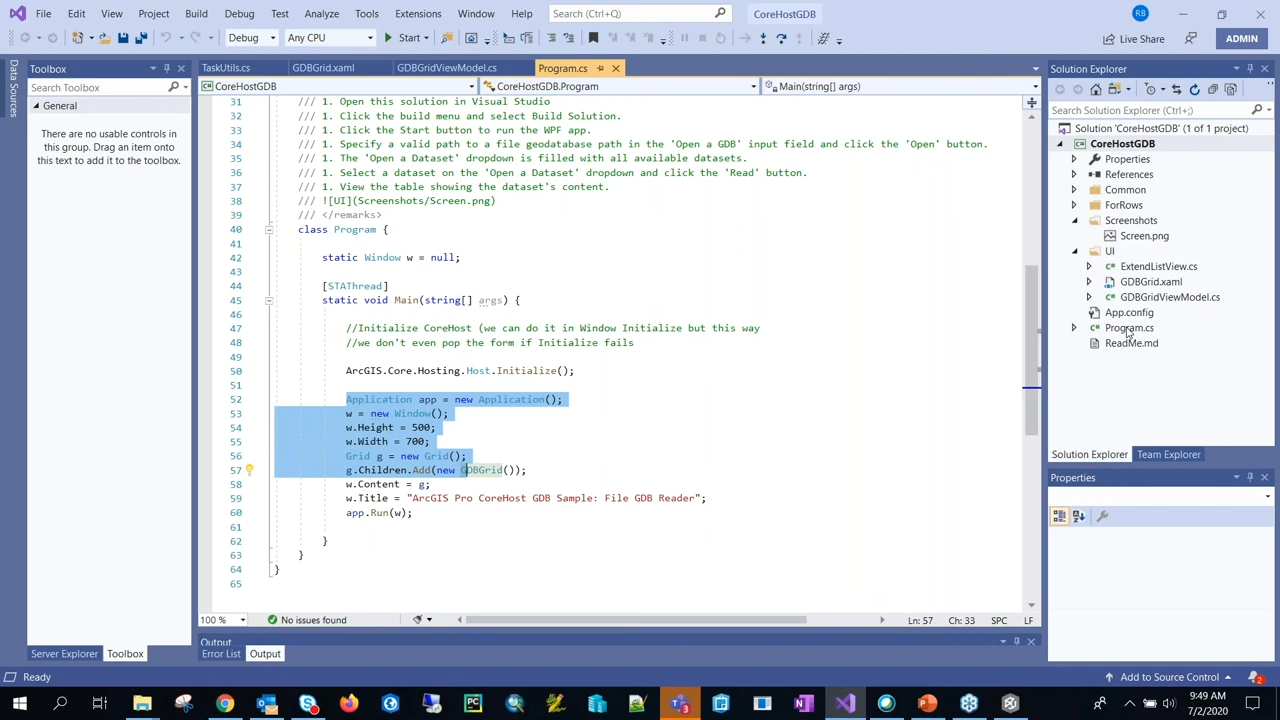 File Edit View Project Build Debug Test Analyze Tools Extensions Window Help Search (Ctrl+Q) CoreHostGDB RB
Debug Any CPU Start Live Share ADMIN
Data Sources
Toolbox
Search Toolbox
General
There are no usable controls in
this group. Drag an item onto
this text to add it to the toolbox.
Server Explorer Toolbox
TaskUtils.cs GDBGrid.xaml GDBGridViewModel.cs Program.cs
CoreHostGDB CoreHostGDB.Program Main(string[] args)
31 /// 1. Open this solution in Visual Studio
32 /// 1. Click the build menu and select Build Solution.
33 /// 1. Click the Start button to run the WPF app.
34 /// 1. Specify a valid path to a file geodatabase path in the 'Open a GDB' input field and click the 'Open' button.
35 /// 1. The 'Open a Dataset' dropdown is filled with all available datasets.
36 /// 1. Select a dataset on the 'Open a Dataset' dropdown and click the 'Read' button.
37 /// 1. View the table showing the dataset's content.
38 /// ![UI](Screenshots/Screen.png)
39 /// </remarks>
40 class Program {
41
42 static Window w = null;
43
44 [STAThread]
45 static void Main(string[] args) {
46
47 //Initialize CoreHost (we can do it in Window Initialize but this way
48 //we don't even pop the form if Initialize fails
49
50 ArcGIS.Core.Hosting.Host.Initialize();
51
52 Application app = new Application();
53 w = new Window();
54 w.Height = 500;
55 w.Width = 700;
56 Grid g = new Grid();
57 g.Children.Add(new GDBGrid());
58 w.Content = g;
59 w.Title = "ArcGIS Pro CoreHost GDB Sample: File GDB Reader";
60 app.Run(w);
61
62 }
63 }
64 }
65
100 % No issues found Ln: 57 Ch: 33 SPC LF
Output
Error List Output
Solution Explorer
Search Solution Explorer (Ctrl+;)
Solution 'CoreHostGDB' (1 of 1 project)
CoreHostGDB
Properties
References
Common
ForRows
Screenshots
Screen.png
UI
ExtendListView.cs
GDBGrid.xaml
GDBGridViewModel.cs
App.config
Program.cs
ReadMe.md
Solution Explorer Team Explorer
Properties
Ready Add to Source Control 2
9:49 AM
7/2/2020